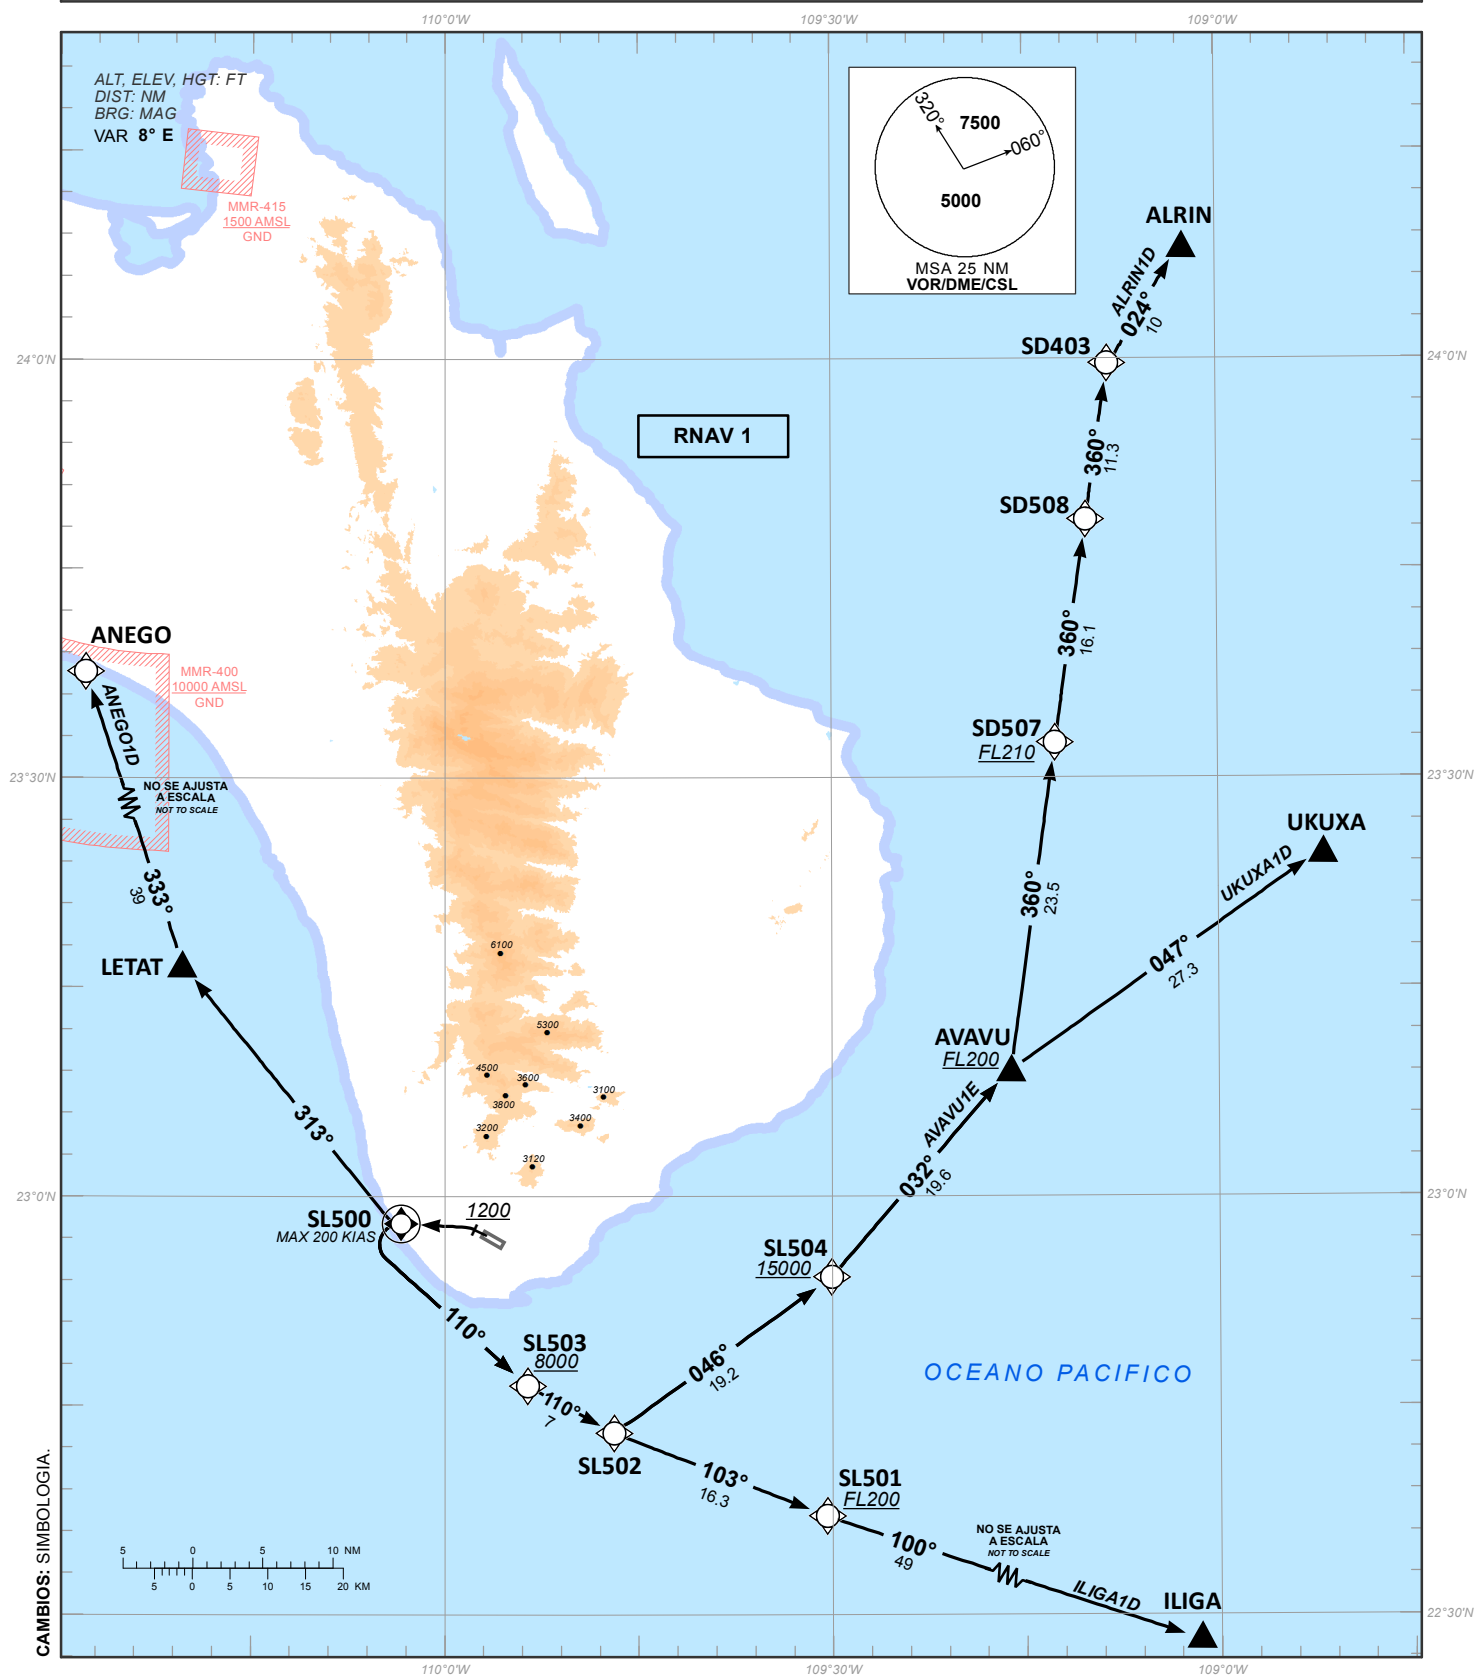 110°0'W
109°30'W
109°0'W
ALT, ELEV, HGT: FT
DIST: NM
BRG: MAG
VAR 8° E
MMR-415
1500 AMSL
GND
320°
7500
060°
5000
MSA 25 NM
VOR/DME/CSL
ALRIN
ALRIN1D
024°
10
SD403
24°0'N
24°0'N
RNAV 1
360°
11.3
SD508
360°
16.1
ANEGO
MMR-400
10000 AMSL
GND
ANEGO1D
SD507
FL210
23°30'N
23°30'N
NO SE AJUSTA
A ESCALA
NOT TO SCALE
UKUXA
UKUXA1D
333°
39
360°
23.5
047°
27.3
LETAT
6100
5300
4500
3600
3800
3100
3400
3200
3120
AVAVU
FL200
AVAVU1E
313°
032°
19.6
23°0'N
23°0'N
SL500
MAX 200 KIAS
1200
SL504
15000
110°
SL503
8000
046°
19.2
110°
7
OCEANO PACIFICO
SL502
103°
16.3
SL501
FL200
NO SE AJUSTA
A ESCALA
NOT TO SCALE
100°
49
ILIGA1D
ILIGA
22°30'N
CAMBIOS: SIMBOLOGIA.
5 0 5 10 NM
5 0 5 10 15 20 KM
110°0'W
109°30'W
109°0'W